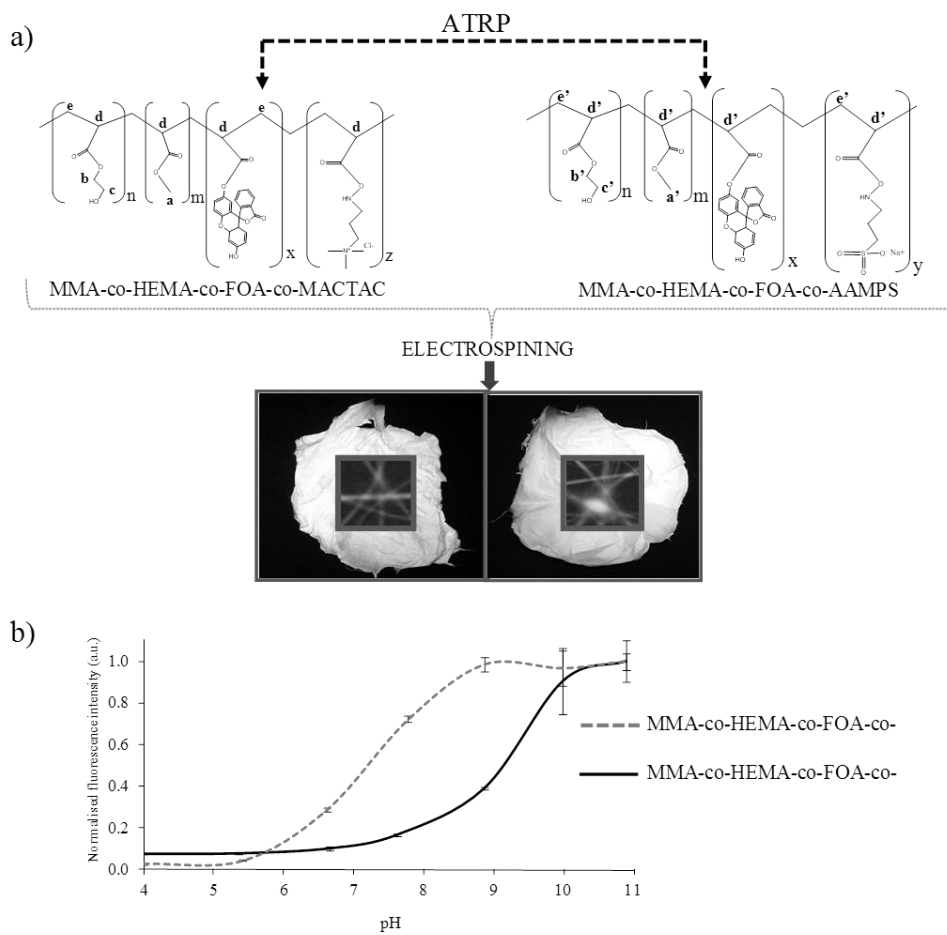 a)
ATRP
e d d d e d
O O O O O O O O O
b c n a m x z
HO HN N+ Cl- HO
e' d' d' d' e' d'
O O O O O O O O O
b' c' n a' m x y
HO HN O S O- Na+ O HO
MMA-co-HEMA-co-FOA-co-MACTAC
MMA-co-HEMA-co-FOA-co-AAMPS
ELECTROSPINING
b)
Normalised fluorescence intensity (a.u.)
1.0
0.8
0.6
0.4
0.2
0.0
4 5 6 7 8 9 10 11
pH
MMA-co-HEMA-co-FOA-co-
MMA-co-HEMA-co-FOA-co-